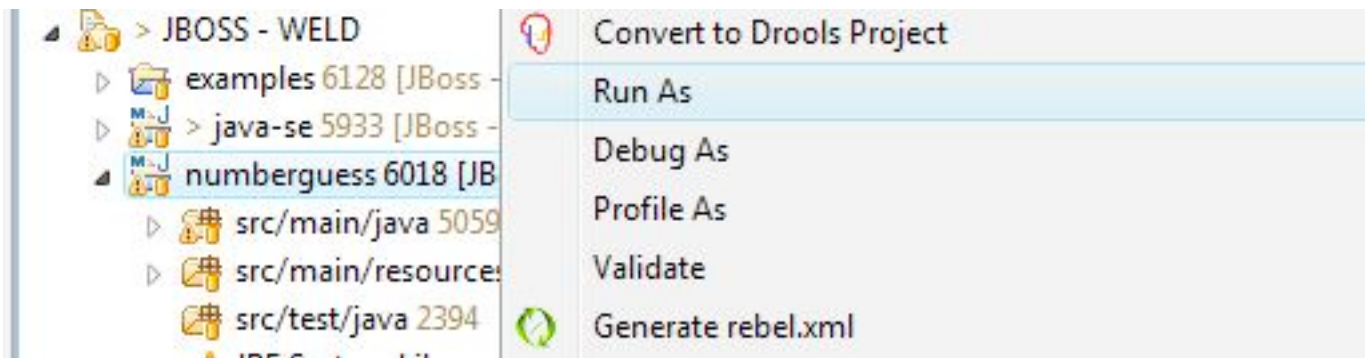 > JBOSS - WELD
examples 6128 [JBoss -
> java-se 5933 [JBoss -
numberguess 6018 [JB
src/main/java 5059
src/main/resources
src/test/java 2394
Convert to Drools Project
Run As
Debug As
Profile As
Validate
Generate rebel.xml